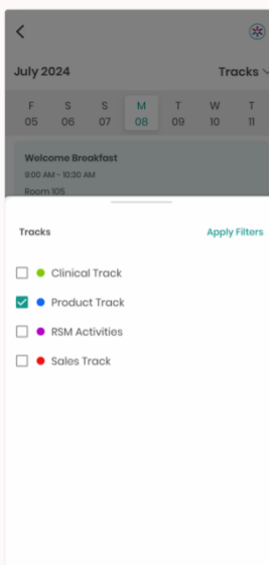 July 2024
Tracks
F S S M T W T
05 06 07 08 09 10 11
Welcome Breakfast
9:00 AM - 10:30 AM
Room 105
Tracks
Apply Filters
Clinical Track
Product Track
RSM Activities
Sales Track